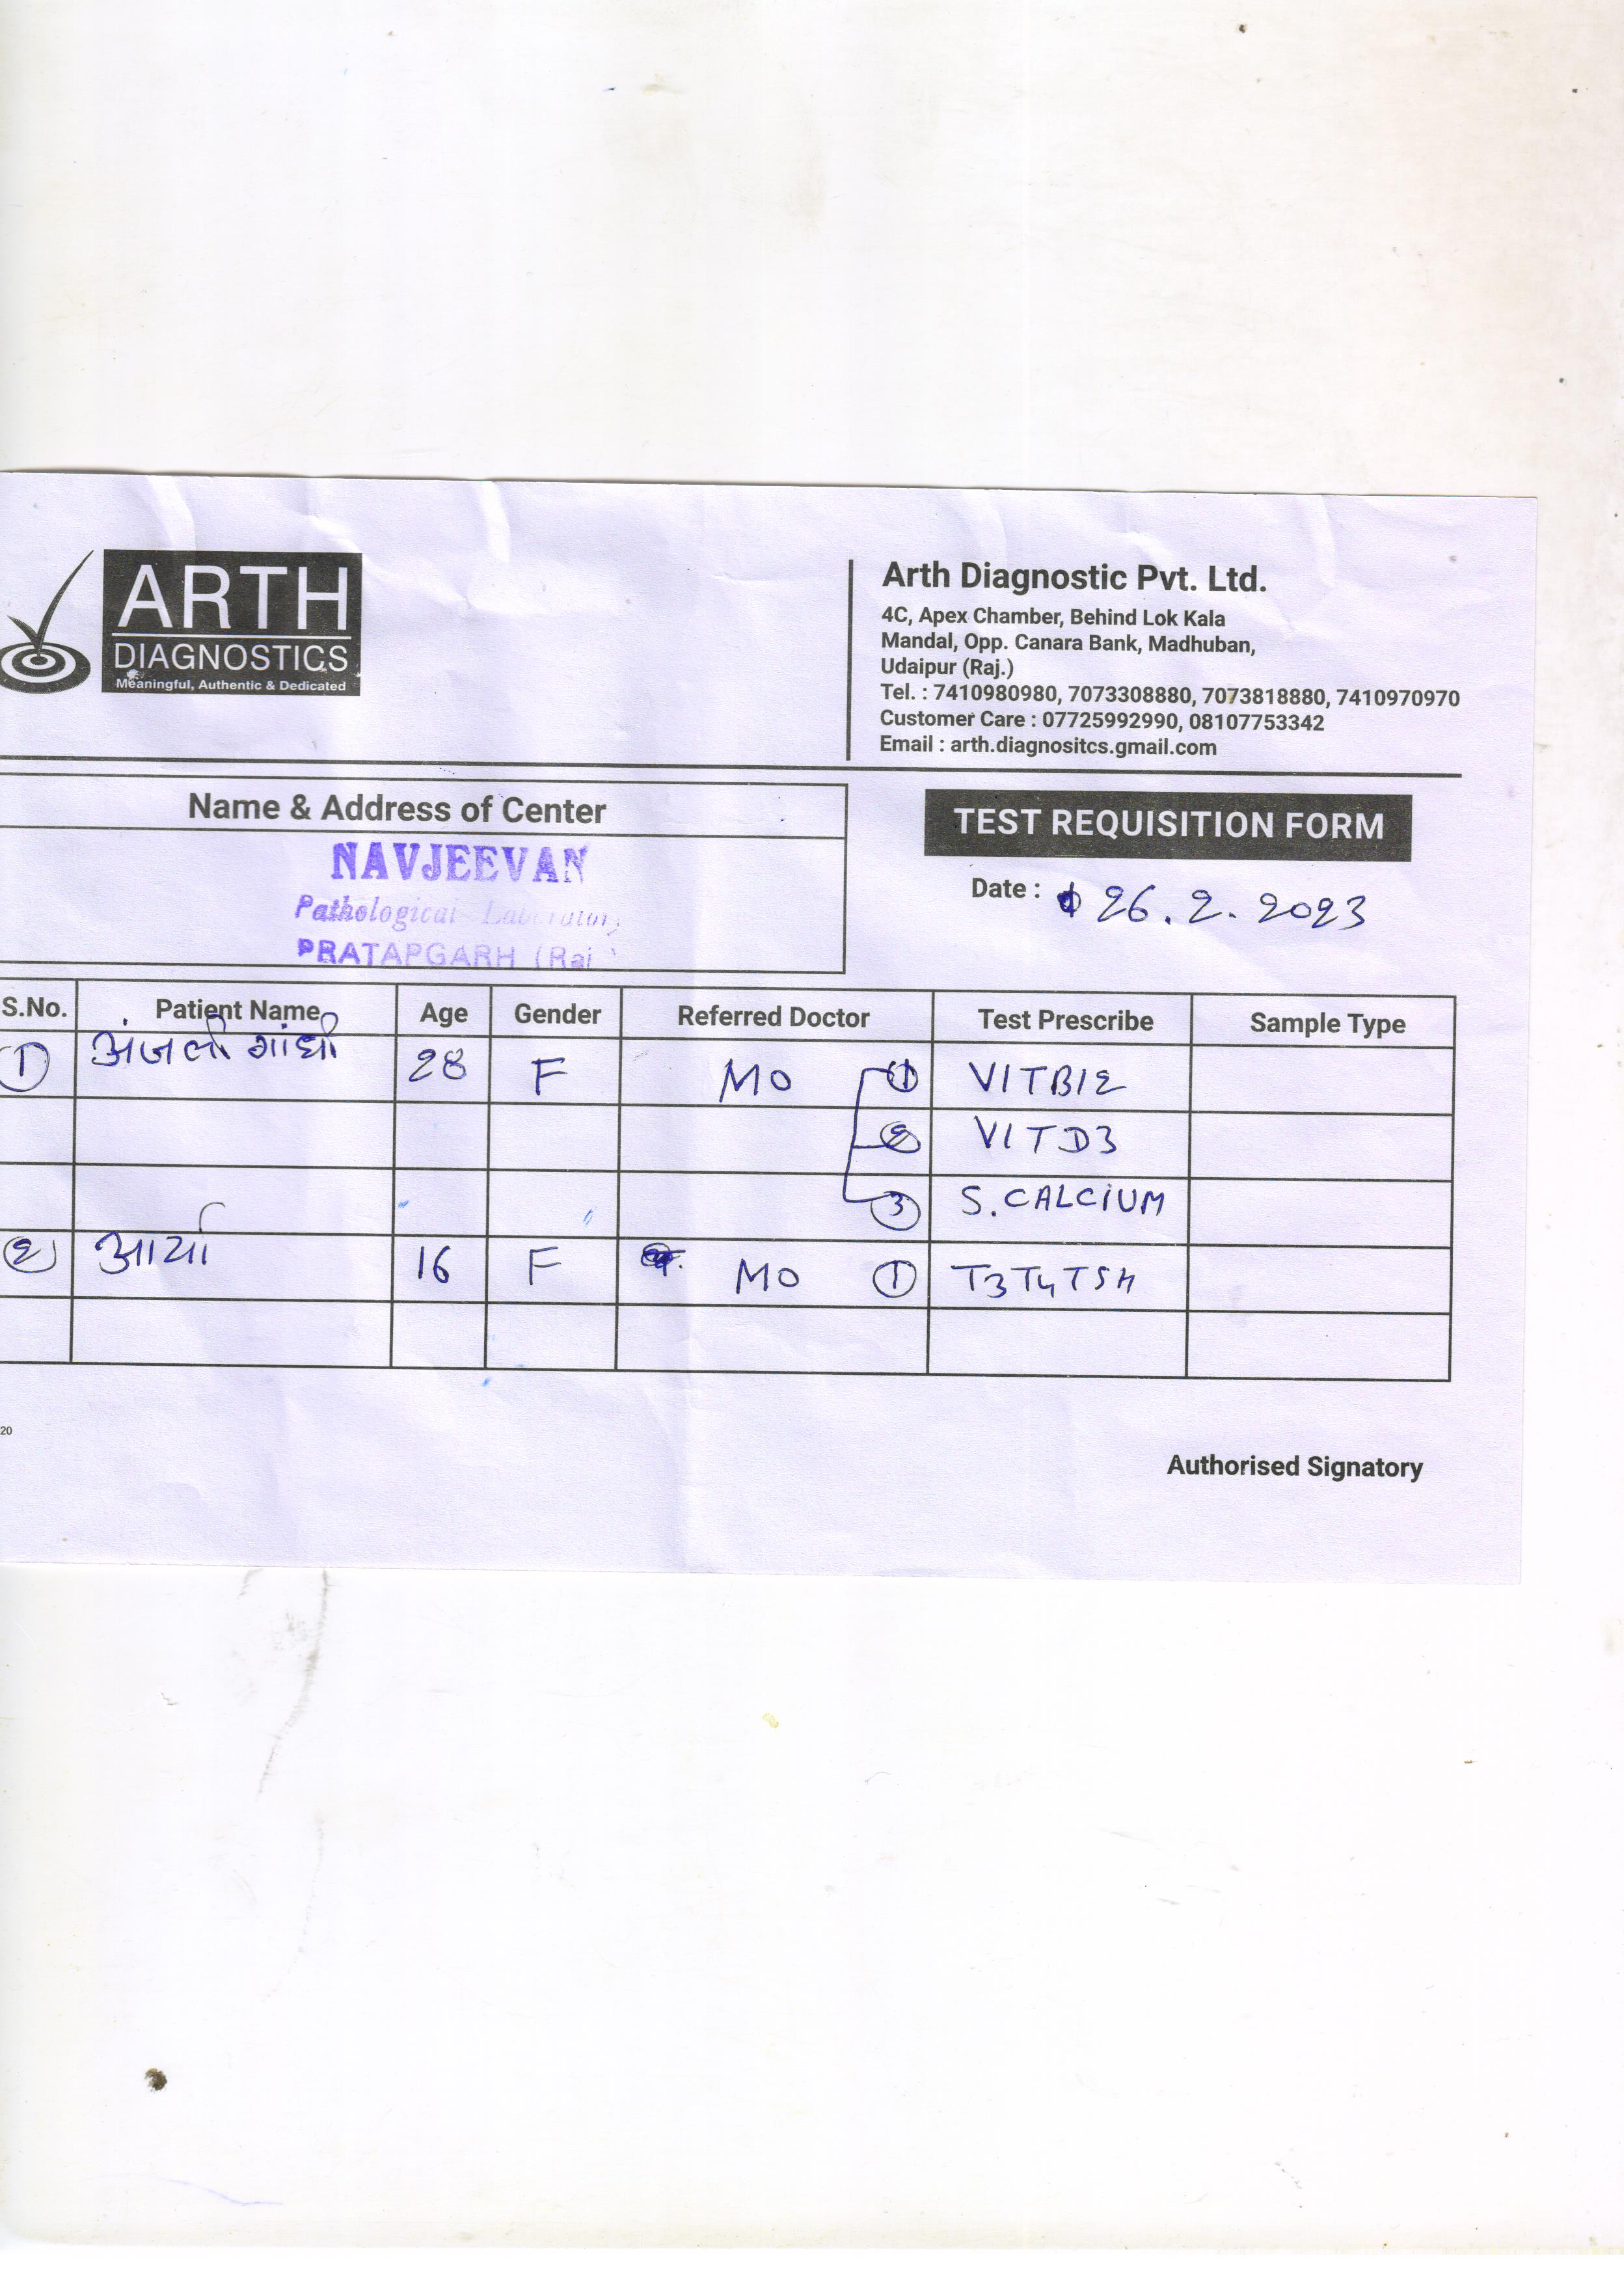 ARTH
DIAGNOSTICS
Meaningful, Authentic & Dedicated
Arth Diagnostic Pvt. Ltd.
4C, Apex Chamber, Behind Lok Kala
Mandal, Opp. Canara Bank, Madhuban,
Udaipur (Raj.)
Tel. : 7410980980, 7073308880, 7073818880, 7410970970
Customer Care : 07725992990, 08107753342
Email : arth.diagnositcs.gmail.com
Name & Address of Center
NAVJEEVAN
Pathological Laboratory
PRATAPGARH (Raj
TEST REQUISITION FORM
Date : 26.2.2023
S.No. Patient Name Age Gender Referred Doctor Test Prescribe Sample Type
1 अंजली गांधी 28 F MO 1 VITB12
2 VITD3
3 S.CALCIUM
2 आर्या 16 F MO 1 T3T4TSH
20
Authorised Signatory